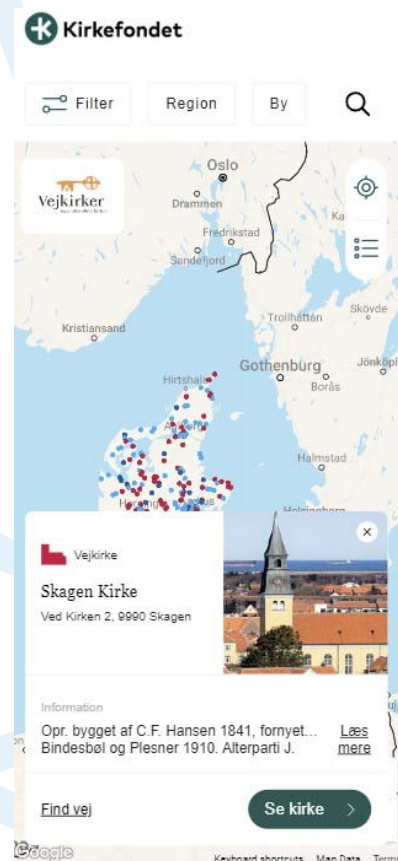 Kirkefondet
Filter
Region
By
Vejkirker
Oslo
Drammen
Fredrikstad
Sandefjord
Ka
Kristiansand
Trollhättan
Skövde
Gothenburg
Jönköpi
Borås
Hirtshals
Halmstad
Vejkirke
Skagen Kirke
Ved Kirken 2, 9990 Skagen
Information
Opr. bygget af C.F. Hansen 1841, fornyet... Læs
Bindesbøl og Plesner 1910. Alterparti J. mere
Find vej
Se kirke
Google
Keyboard shortcuts Map Data Terms